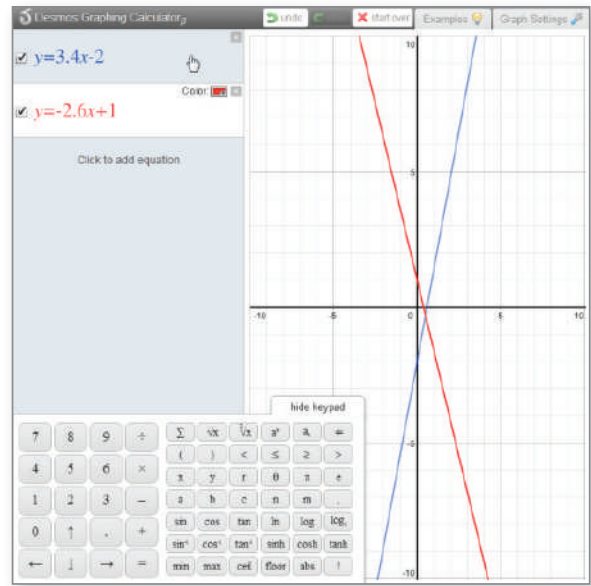 Desmos Graphing Calculator β
undo
start over
Examples
Graph Settings
y=3.4x-2
Color:
y=-2.6x+1
Click to add equation
10
5
-10
-5
0
5
10
-5
-10
hide keypad
7 8 9 ÷
4 5 6 ×
1 2 3 −
0 ↑ . +
← ↓ → =
Σ √x
( ) < ≤ ≥ >
x y r θ π e
a b c n m ,
sin cos tan ln log
sinh cosh tanh
min max ceil floor abs !